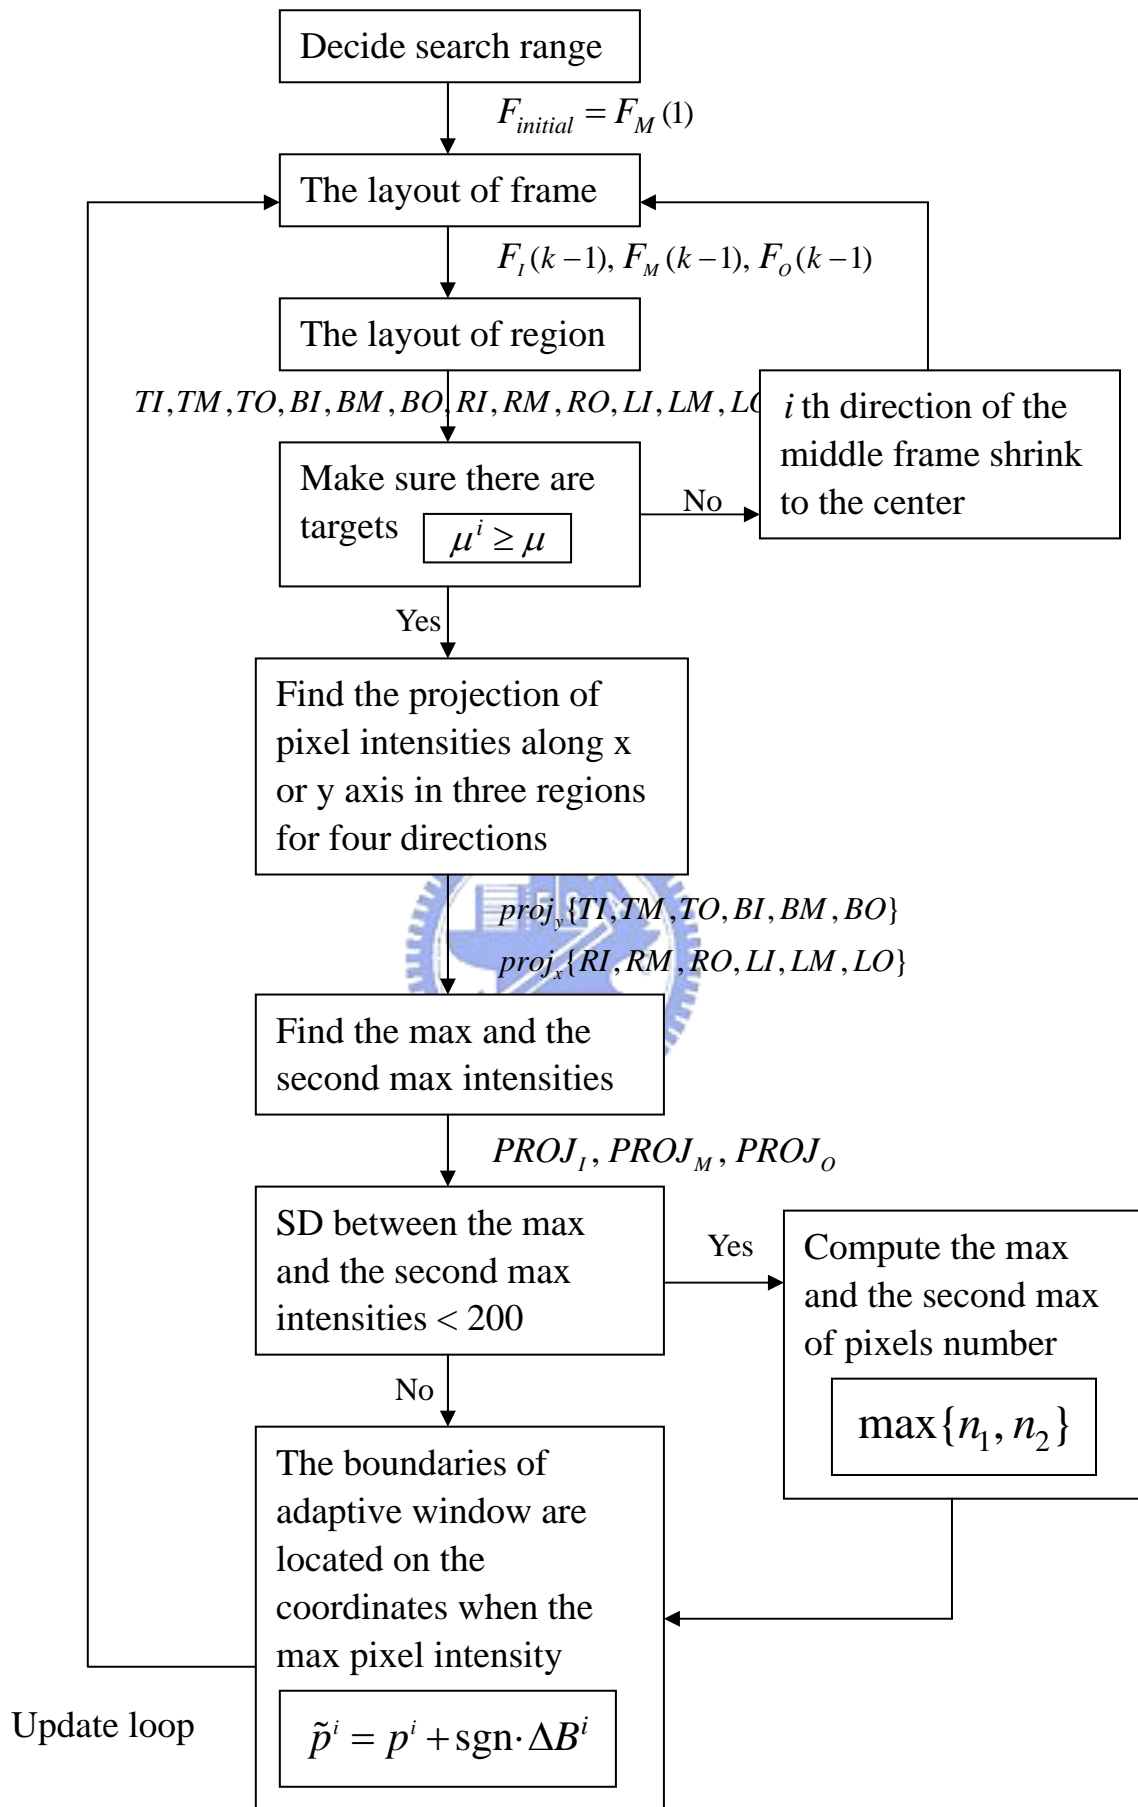 Decide search range
F_{initial} = F_M(1)
The layout of frame
F_I(k−1), F_M(k−1), F_O(k−1)
The layout of region
TI, TM, TO, BI, BM, BO, RI, RM, RO, LI, LM, LO
i th direction of the
middle frame shrink
to the center
Make sure there are
targets μ^i ≥ μ
No
Yes
Find the projection of
pixel intensities along x
or y axis in three regions
for four directions
proj_y{TI, TM, TO, BI, BM, BO}
proj_x{RI, RM, RO, LI, LM, LO}
Find the max and the
second max intensities
PROJ_I, PROJ_M, PROJ_O
SD between the max
and the second max
intensities < 200
Yes
Compute the max
and the second max
of pixels number
max{n_1, n_2}
No
The boundaries of
adaptive window are
located on the
coordinates when the
max pixel intensity
p̃^i = p^i + sgn·ΔB^i
Update loop